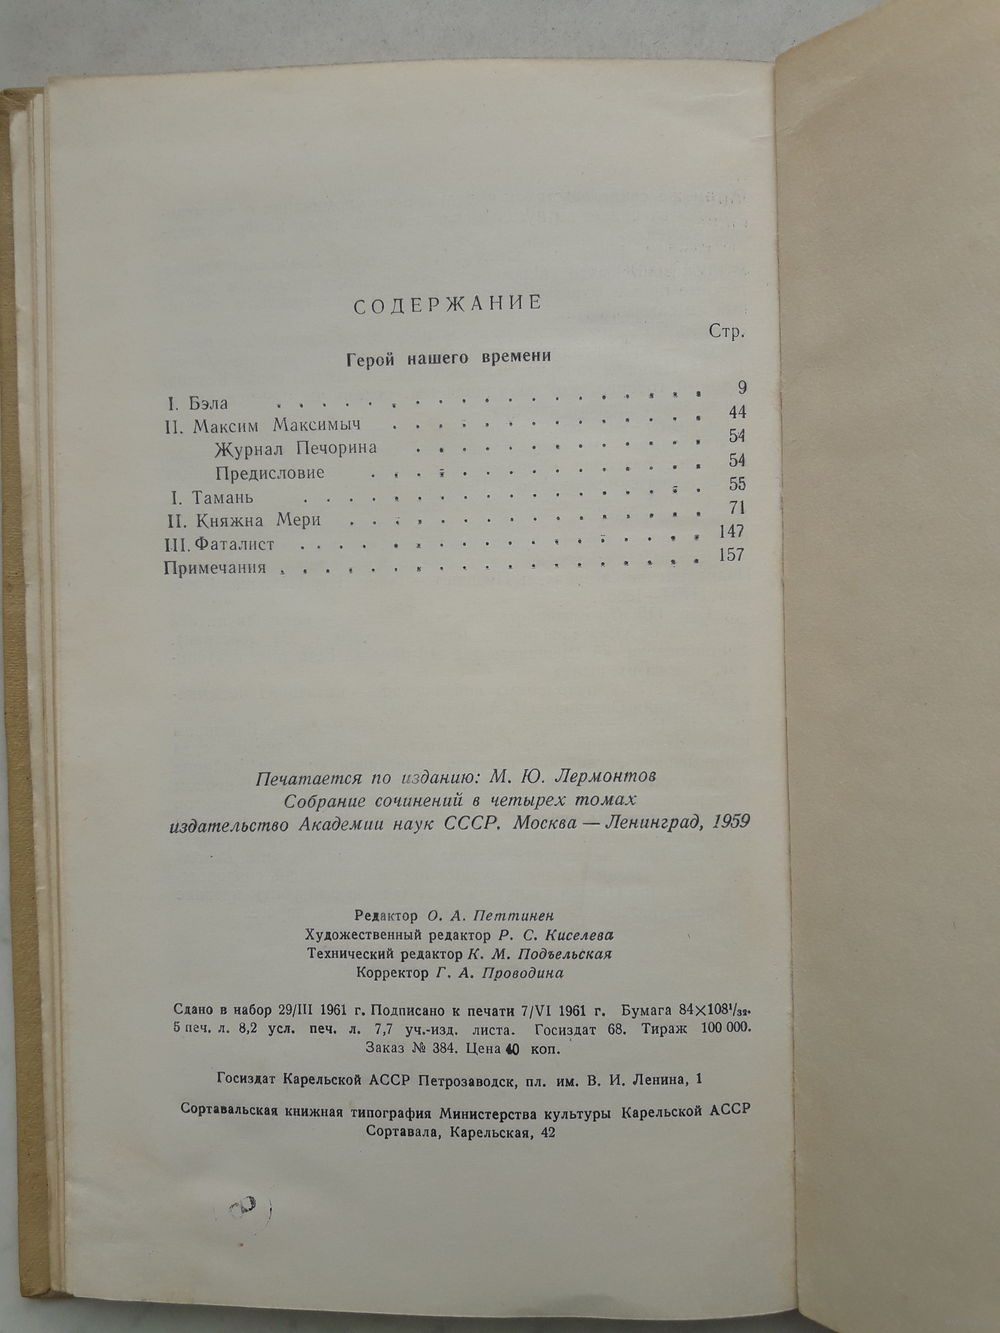 СОДЕРЖАНИЕ
Стр.
Герой нашего времени
I. Бэла . . . . . . . . . . . . . . . . . . . 9
II. Максим Максимыч . . . . . . . . . . . . . . 44
Журнал Печорина . . . . . . . . . . . . . 54
Предисловие . . . . . . . . . . . . . . . 54
I. Тамань . . . . . . . . . . . . . . . . . . 55
II. Княжна Мери . . . . . . . . . . . . . . . . 71
III. Фаталист . . . . . . . . . . . . . . . . . . 147
Примечания . . . . . . . . . . . . . . . . . . . 157
Печатается по изданию: М. Ю. Лермонтов
Собрание сочинений в четырех томах
издательство Академии наук СССР. Москва — Ленинград, 1959
Редактор О. А. Петтинен
Художественный редактор Р. С. Киселева
Технический редактор К. М. Подъельская
Корректор Г. А. Проводина
Сдано в набор 29/III 1961 г. Подписано к печати 7/VI 1961 г. Бумага 84×108¹/₃₂.
5 печ. л. 8,2 усл. печ. л. 7,7 уч.-изд. листа. Госиздат 68. Тираж 100 000.
Заказ № 384. Цена 40 коп.
Госиздат Карельской АССР Петрозаводск, пл. им. В. И. Ленина, 1
Сортавальская книжная типография Министерства культуры Карельской АССР
Сортавала, Карельская, 42